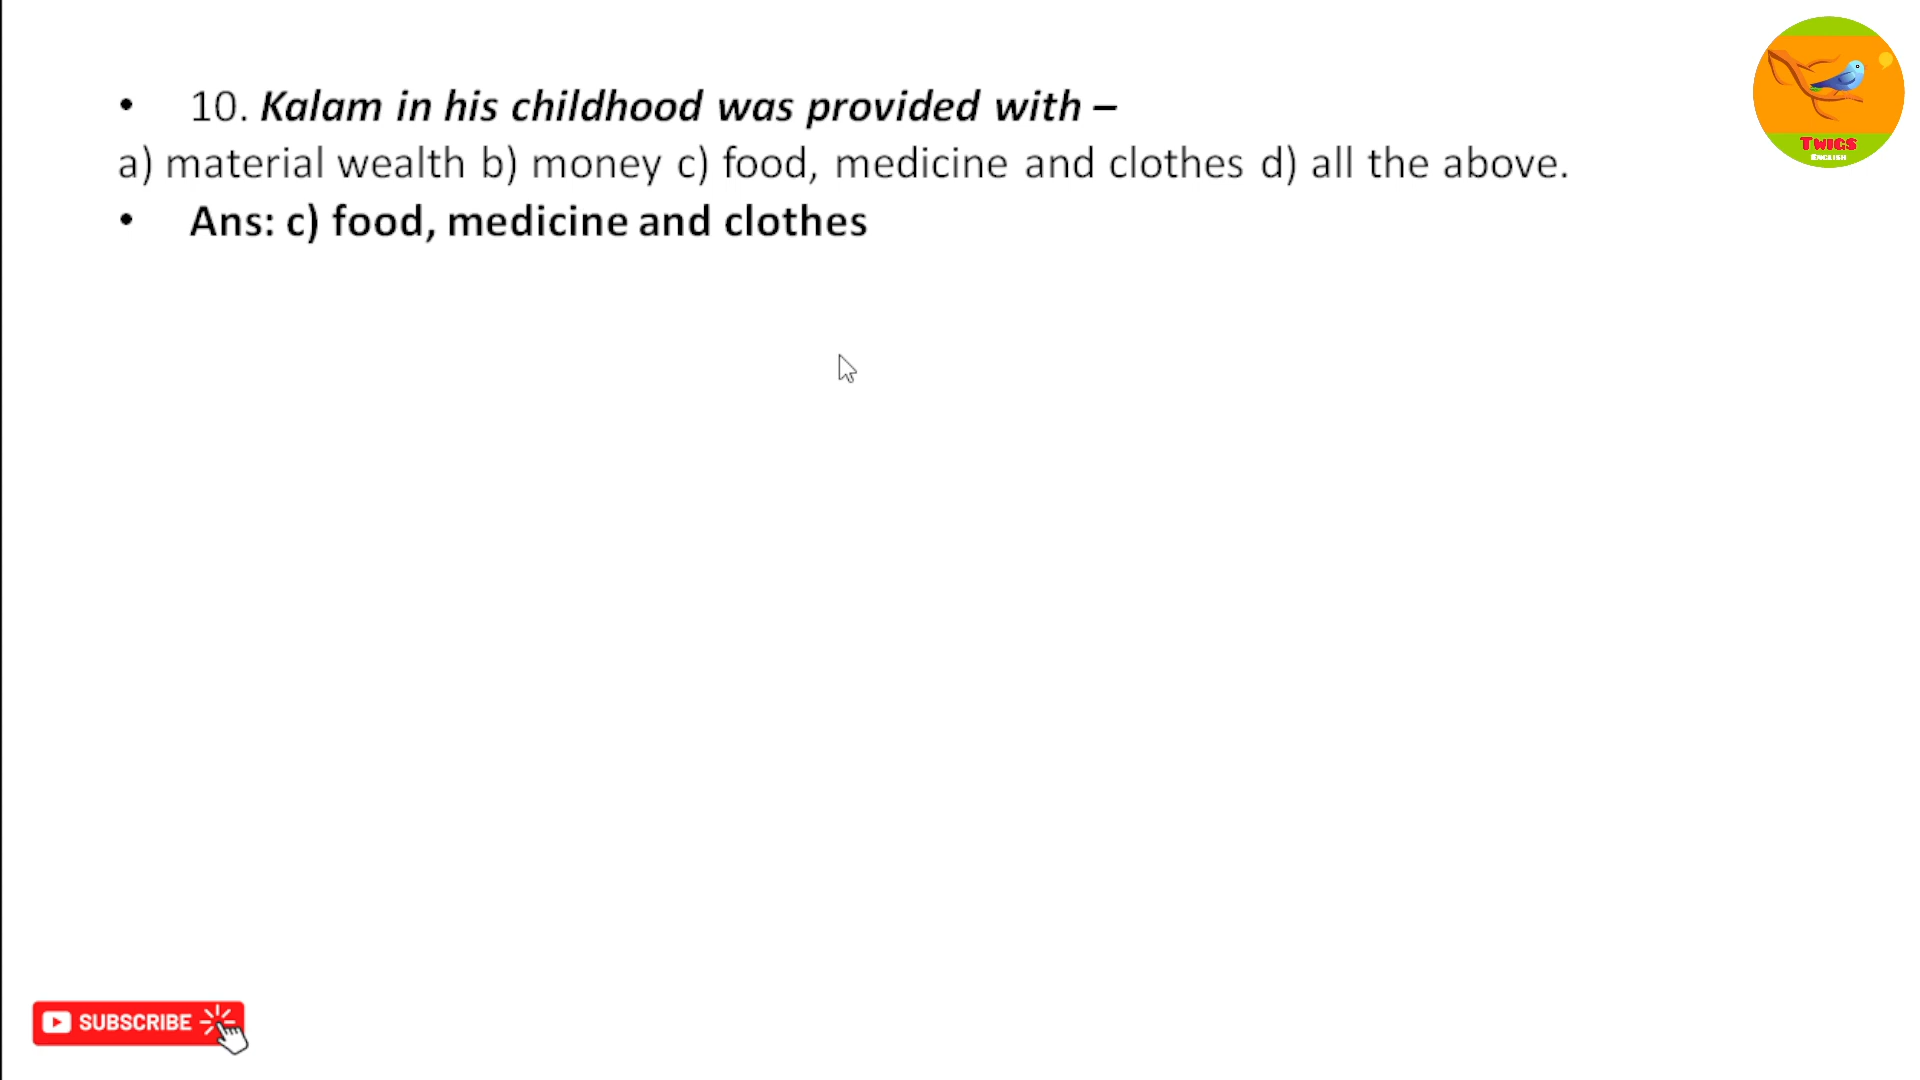 • 10. Kalam in his childhood was provided with –
a) material wealth b) money c) food, medicine and clothes d) all the above.
• Ans: c) food, medicine and clothes
TWIGS
ENGLISH
SUBSCRIBE